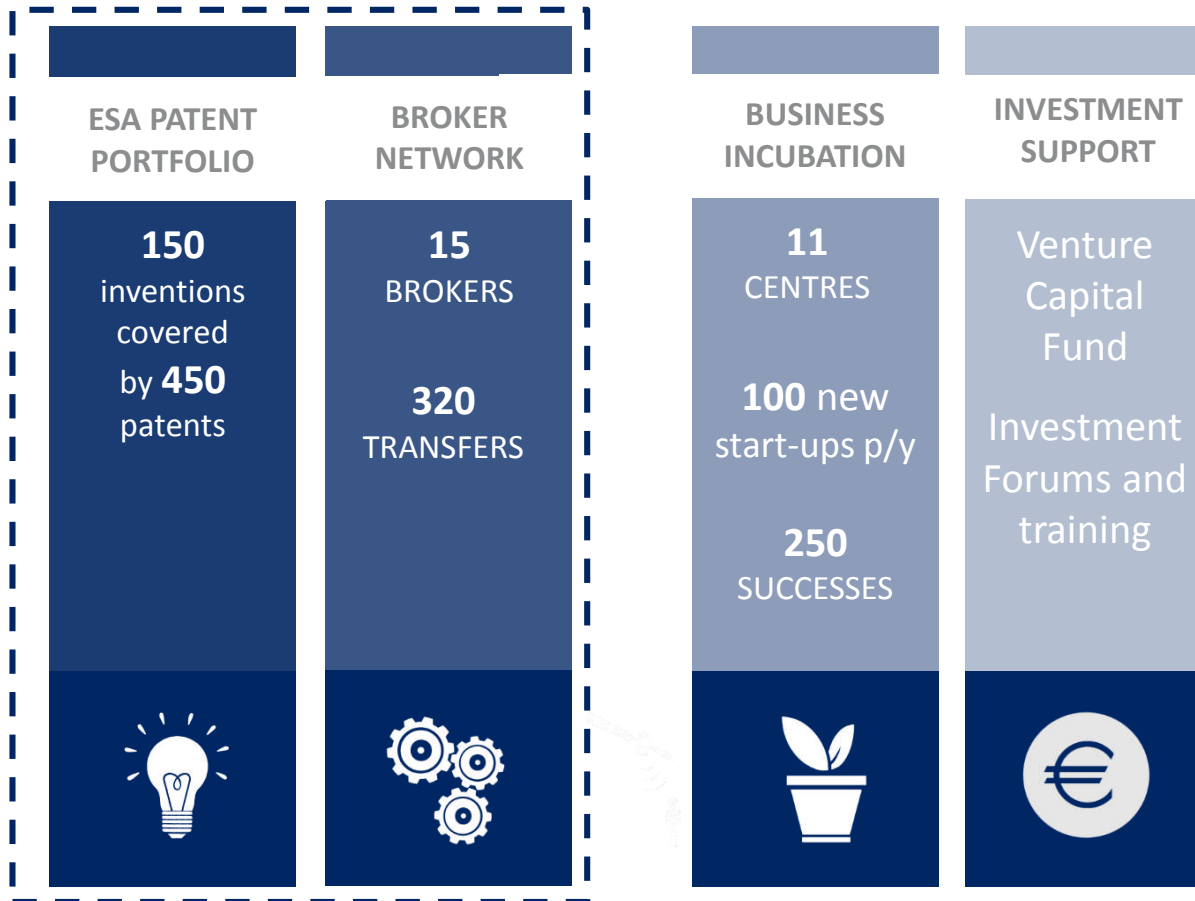 ESA PATENT
PORTFOLIO
150
inventions
covered
by 450
patents
BROKER
NETWORK
15
BROKERS
320
TRANSFERS
BUSINESS
INCUBATION
11
CENTRES
100 new
start-ups p/y
250
SUCCESSES
INVESTMENT
SUPPORT
Venture
Capital
Fund
Investment
Forums and
training
€